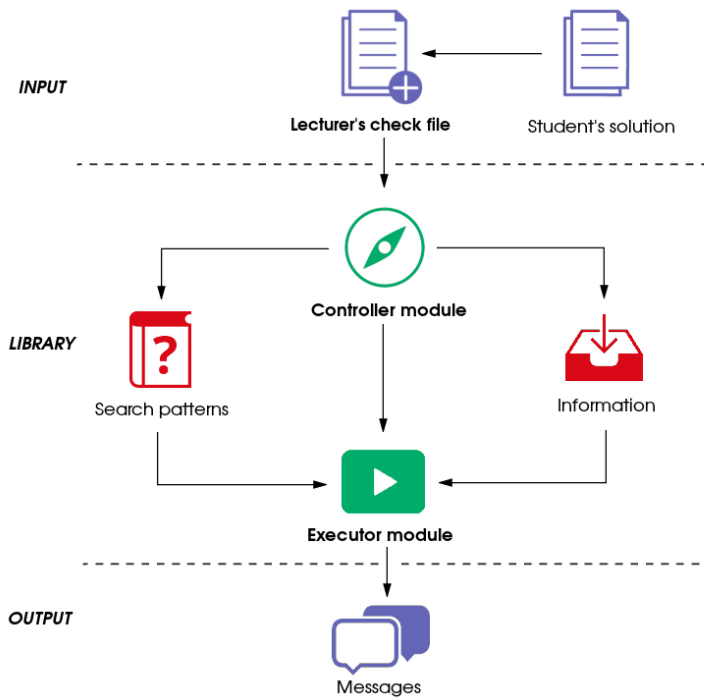 INPUT
Lecturer's check file
Student's solution
Controller module
LIBRARY
?
Search patterns
Information
Executor module
OUTPUT
Messages